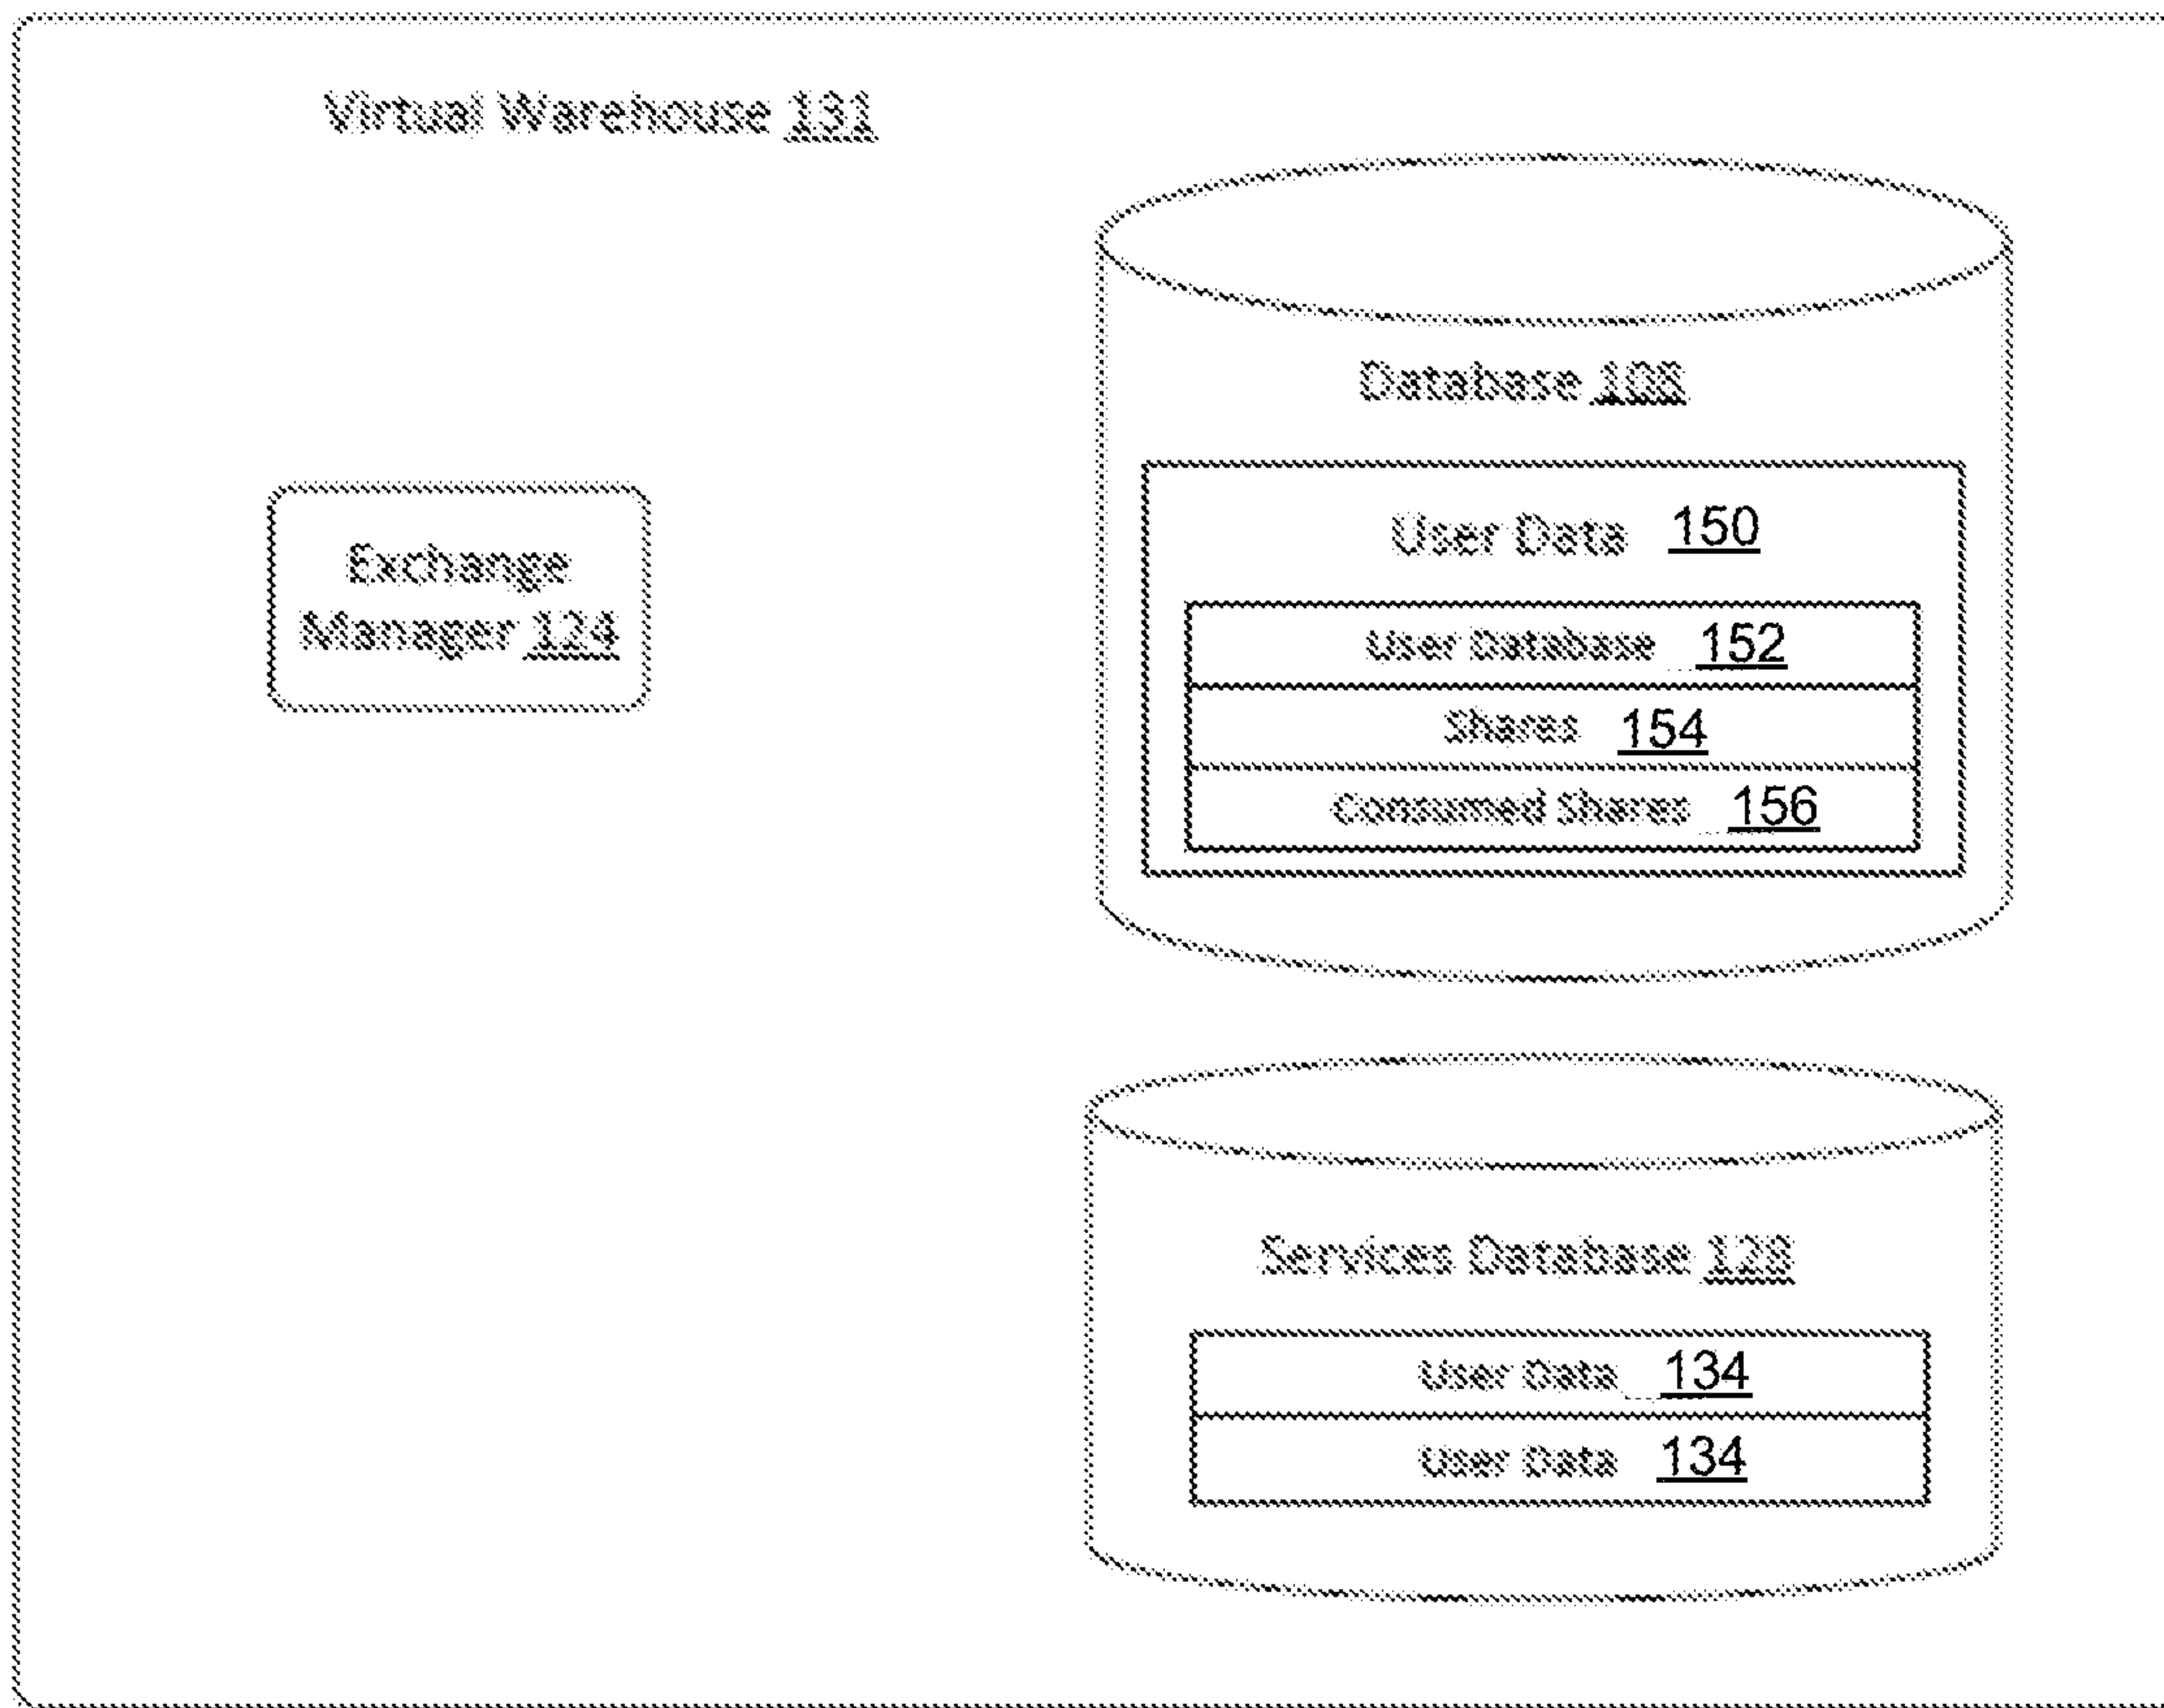 Virtual Warehouse 131
Database 108
Exchange
Manager 124
User Data 150
User Database 152
Shares 154
Consumed Shares 156
Services Database 128
User Data 134
User Data 134